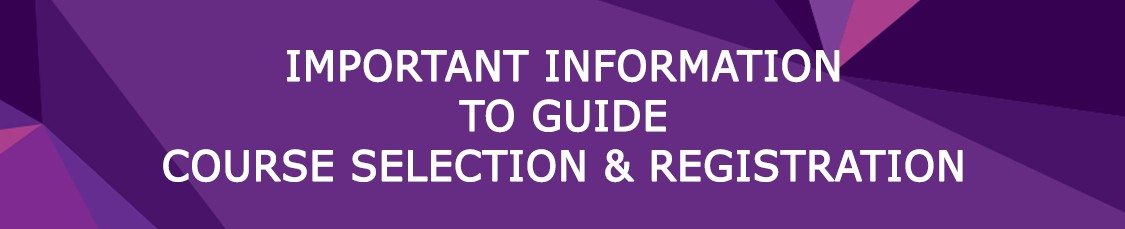 IMPORTANT INFORMATION
TO GUIDE
COURSE SELECTION & REGISTRATION